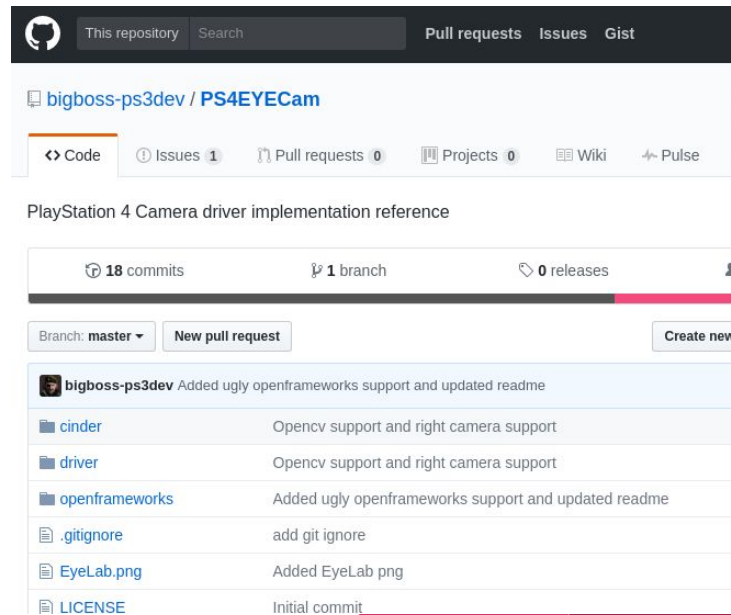 This repository Search Pull requests Issues Gist
bigboss-ps3dev / PS4EYECam
Code Issues 1 Pull requests 0 Projects 0 Wiki Pulse
PlayStation 4 Camera driver implementation reference
18 commits 1 branch 0 releases
Branch: master New pull request Create new
bigboss-ps3dev Added ugly openframeworks support and updated readme
cinder Opencv support and right camera support
driver Opencv support and right camera support
openframeworks Added ugly openframeworks support and updated readme
.gitignore add git ignore
EyeLab.png Added EyeLab png
LICENSE Initial commit